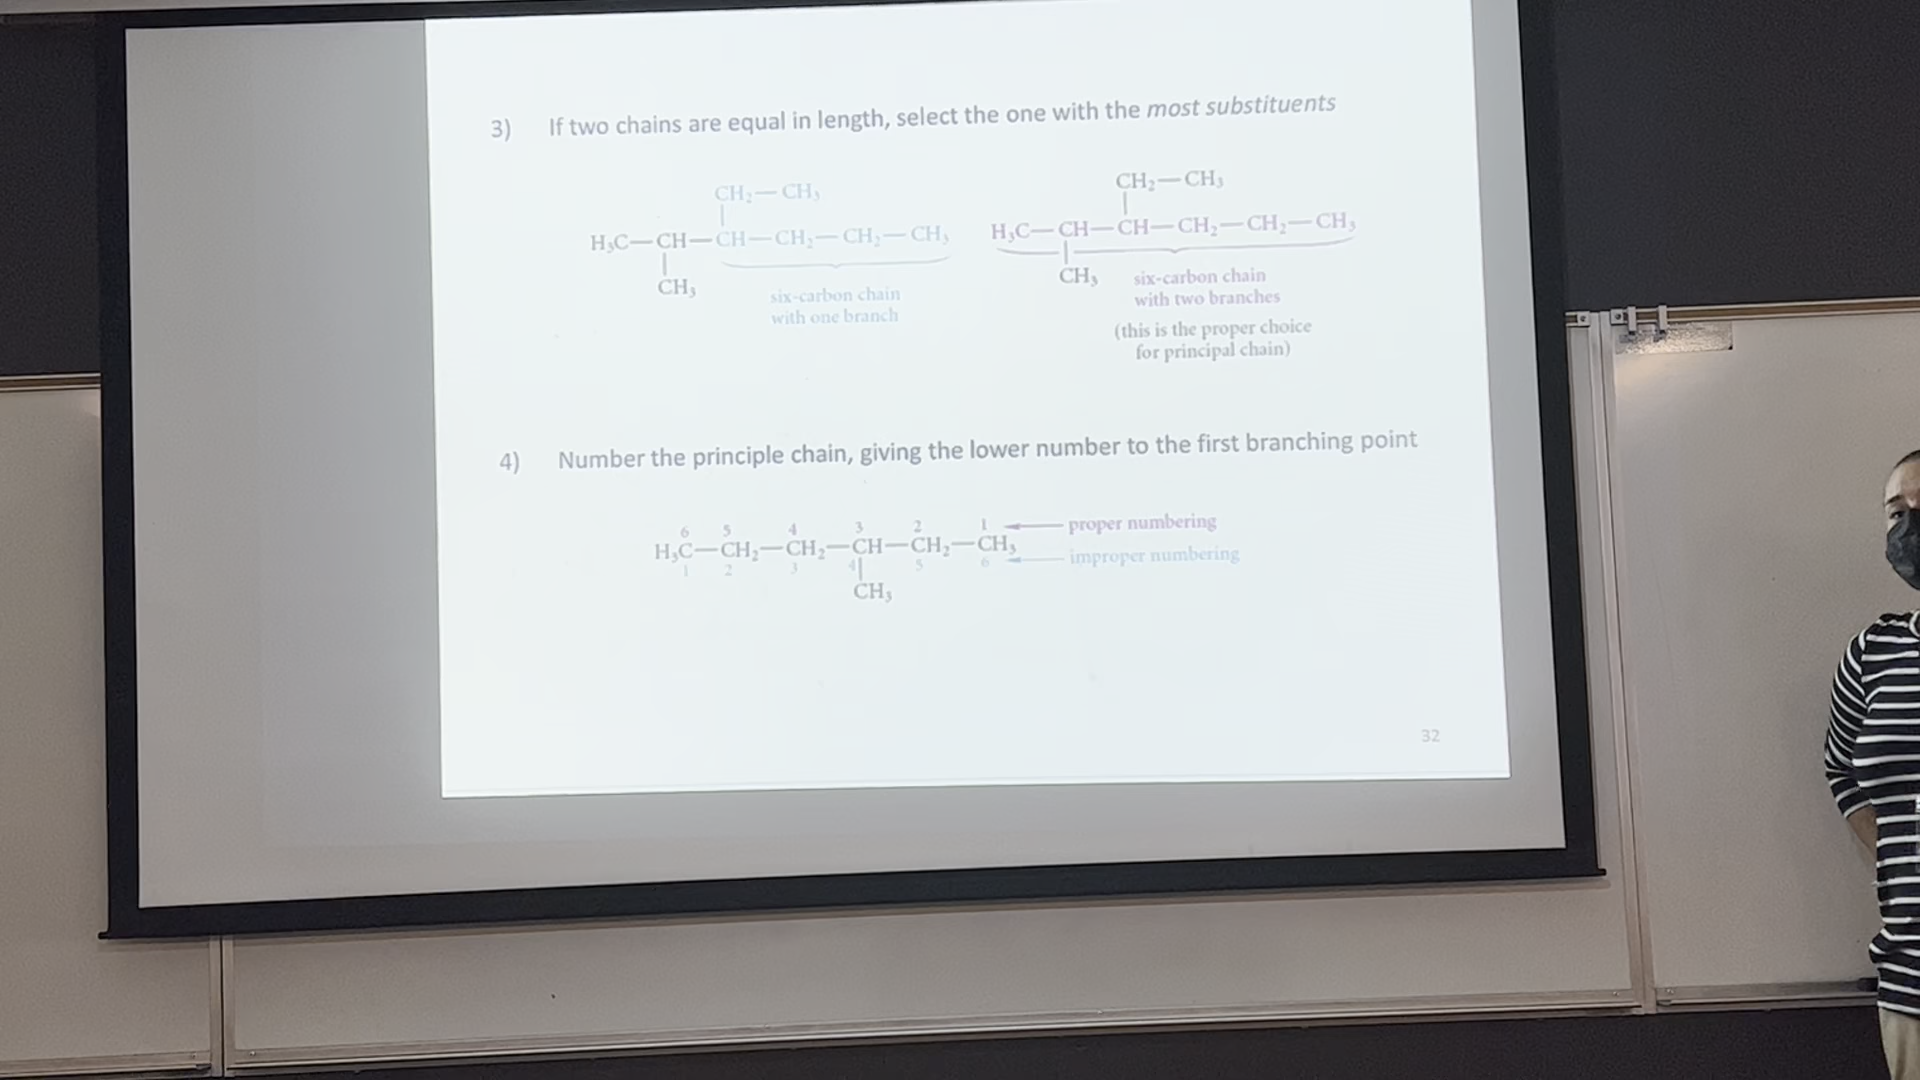 3) If two chains are equal in length, select the one with the most substituents
CH₂—CH₃
H₃C—CH—CH—CH₂—CH₂—CH₃
CH₃
six-carbon chain
with one branch
CH₂—CH₃
H₃C—CH—CH—CH₂—CH₂—CH₃
CH₃
six-carbon chain
with two branches
(this is the proper choice
for principal chain)
4) Number the principle chain, giving the lower number to the first branching point
6 5 4 3 2 1 proper numbering
H₃C—CH₂—CH₂—CH—CH₂—CH₃
1 2 3 4 5 6 improper numbering
CH₃
32